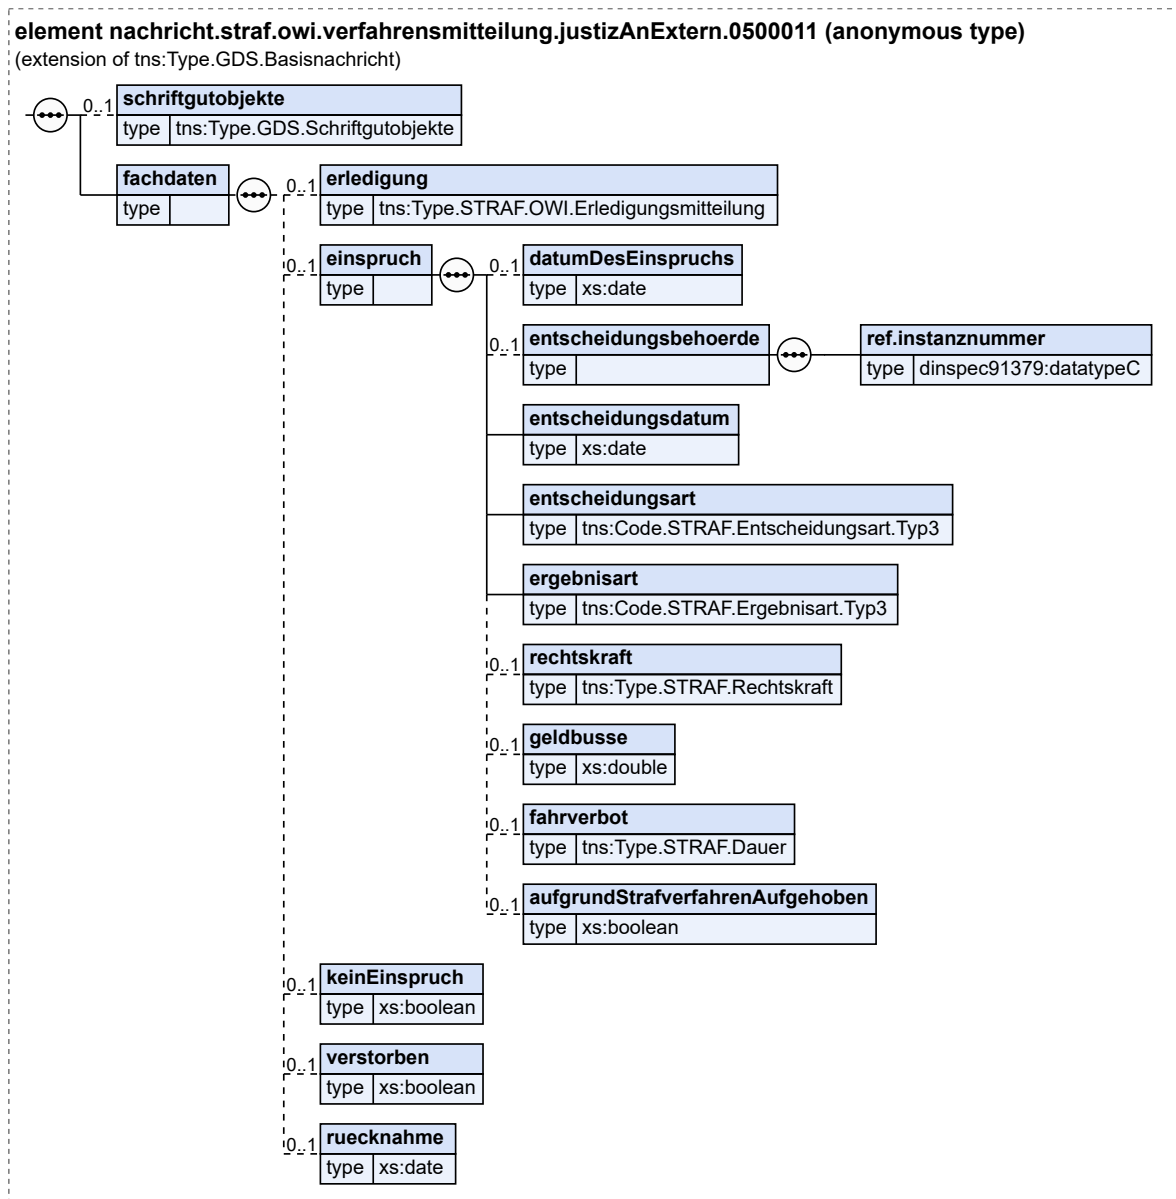 element nachricht.straf.owi.verfahrensmitteilung.justizAnExtern.0500011 (anonymous type)
(extension of tns:Type.GDS.Basisnachricht)
0..1 schriftgutobjekte
type tns:Type.GDS.Schriftgutobjekte
fachdaten
type
0..1 erledigung
type tns:Type.STRAF.OWI.Erledigungsmitteilung
0..1 einspruch
type
0..1 datumDesEinspruchs
type xs:date
0..1 entscheidungsbehoerde
type
ref.instanznummer
type dinspec91379:datatypeC
entscheidungsdatum
type xs:date
entscheidungsart
type tns:Code.STRAF.Entscheidungsart.Typ3
ergebnisart
type tns:Code.STRAF.Ergebnisart.Typ3
0..1 rechtskraft
type tns:Type.STRAF.Rechtskraft
0..1 geldbusse
type xs:double
0..1 fahrverbot
type tns:Type.STRAF.Dauer
0..1 aufgrundStrafverfahrenAufgehoben
type xs:boolean
0..1 keinEinspruch
type xs:boolean
0..1 verstorben
type xs:boolean
0..1 ruecknahme
type xs:date